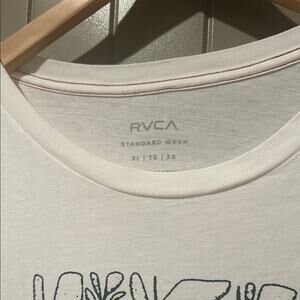 RVCA
STANDARD WASH
XL | TG | XG